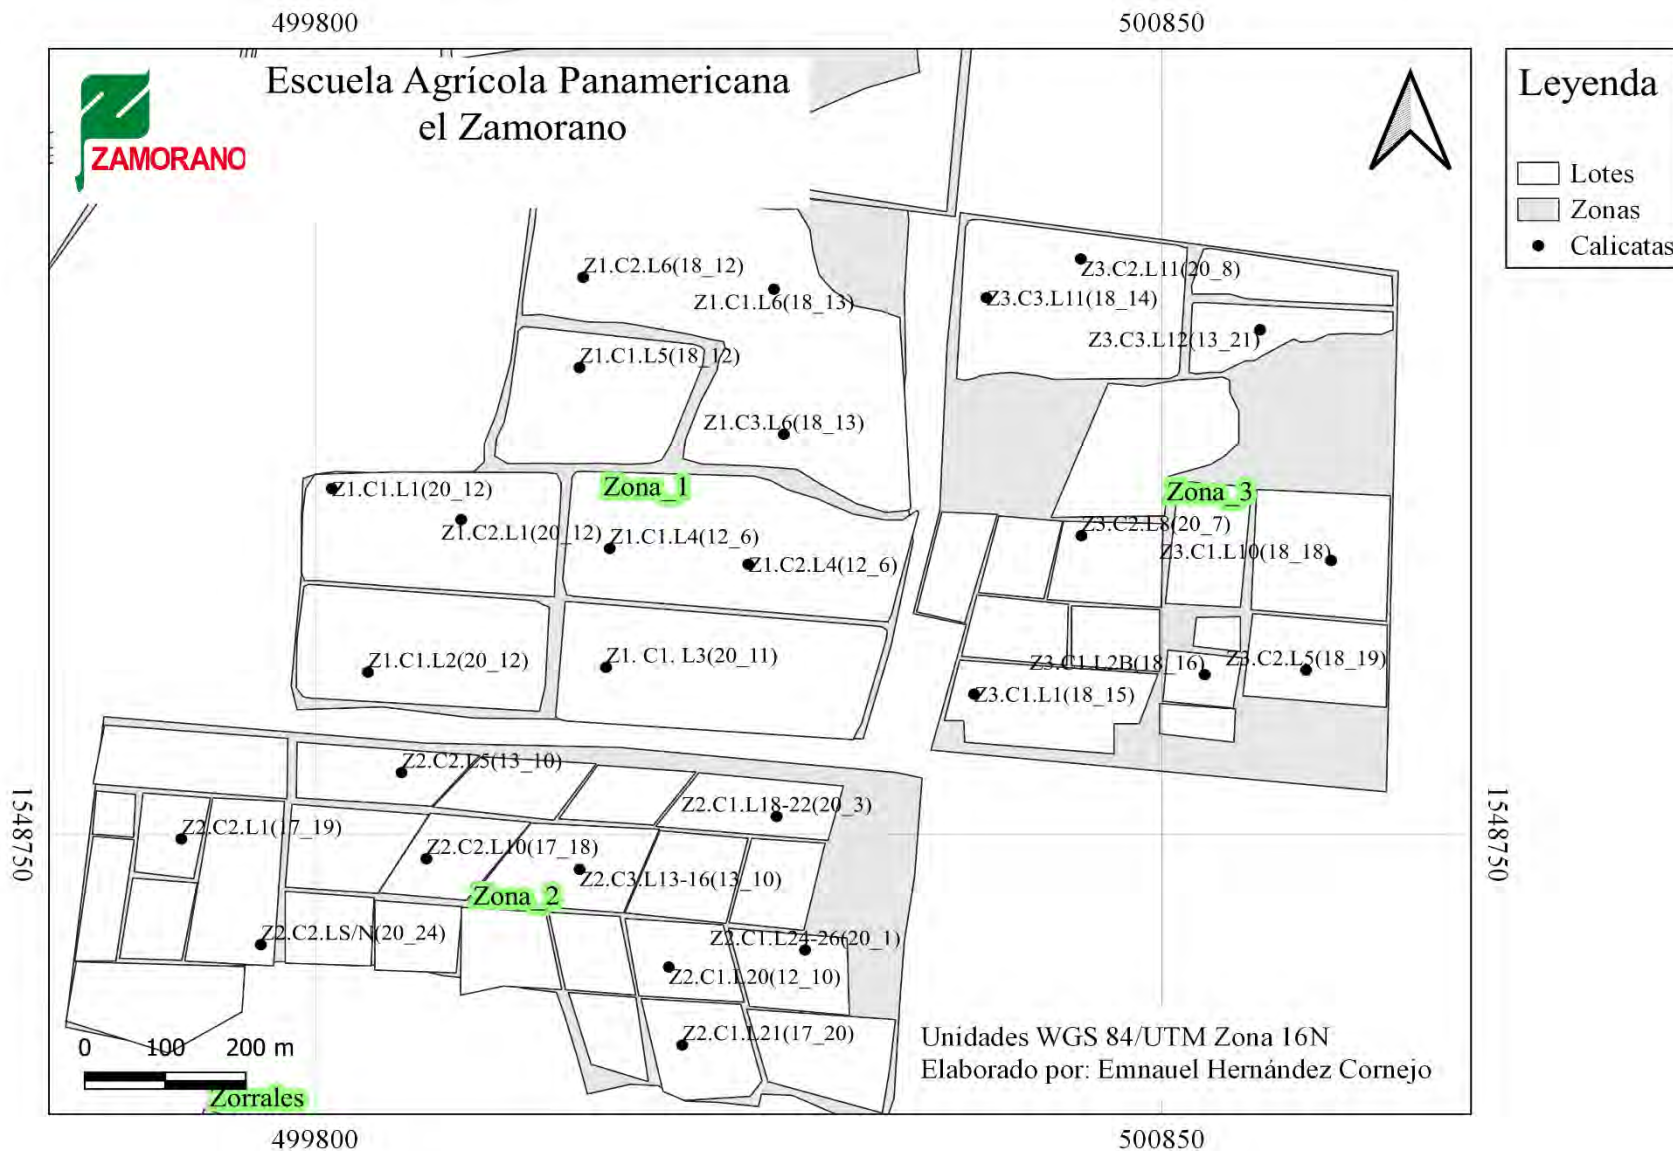 499800
500850
Escuela Agrícola Panamericana
el Zamorano
ZAMORANO
Leyenda
Lotes
Zonas
Calicatas
Z1.C2.L6(18_12)
Z1.C1.L6(18_13)
Z3.C2.L11(20_8)
Z3.C3.L11(18_14)
Z3.C3.L12(13_21)
Z1.C1.L5(18_12)
Z1.C3.L6(18_13)
Zona_1
Zona_3
Z1.C1.L1(20_12)
Z1.C2.L1(20_12)
Z1.C1.L4(12_6)
Z1.C2.L4(12_6)
Z3.C2.L8(20_7)
Z3.C1.L10(18_18)
Z1.C1.L2(20_12)
Z1. C1. L3(20_11)
Z3.C1.L2B(18_16)
Z3.C2.L5(18_19)
Z3.C1.L1(18_15)
Z2.C2.L5(13_10)
Z2.C1.L18-22(20_3)
1548750
1548750
Z2.C2.L1(17_19)
Z2.C2.L10(17_18)
Z2.C3.L13-16(13_10)
Zona_2
Z2.C2.LS/N(20_24)
Z2.C1.L24-26(20_1)
Z2.C1.L20(12_10)
Z2.C1.L21(17_20)
Unidades WGS 84/UTM Zona 16N
Elaborado por: Emnauel Hernández Cornejo
0 100 200 m
Zorrales
499800
500850